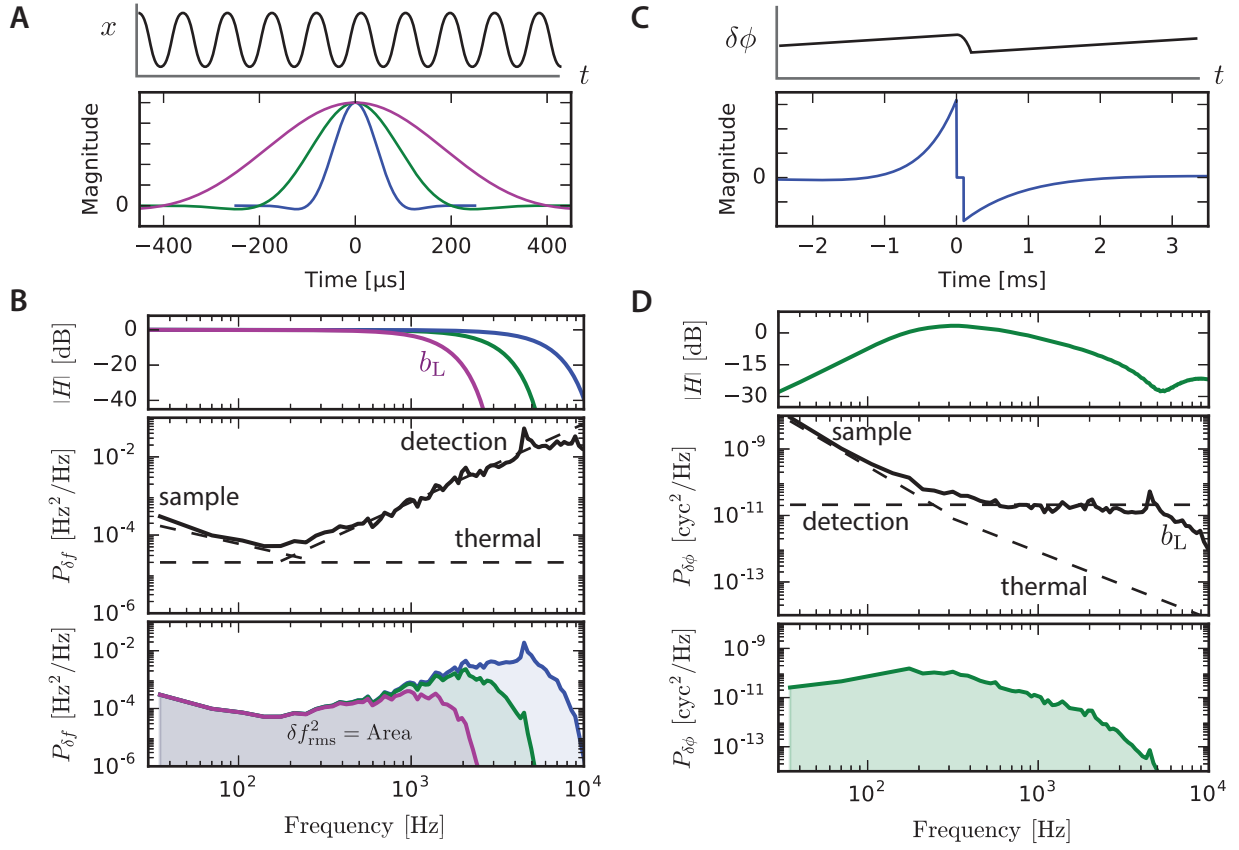 A
x
t
Magnitude
0
−400
−200
0
200
400
Time [µs]
B
|H| [dB]
0
−20
−40
b_L
P_δf [Hz²/Hz]
10⁻²
10⁻⁴
10⁻⁶
sample
detection
thermal
P_δf [Hz²/Hz]
10⁻²
10⁻⁴
10⁻⁶
δf²_rms = Area
10²
10³
10⁴
Frequency [Hz]
C
δϕ
t
Magnitude
0
−2
−1
0
1
2
3
Time [ms]
D
|H| [dB]
0
−15
−30
P_δϕ [cyc²/Hz]
10⁻⁹
10⁻¹¹
10⁻¹³
sample
detection
b_L
thermal
P_δϕ [cyc²/Hz]
10⁻⁹
10⁻¹¹
10⁻¹³
10²
10³
10⁴
Frequency [Hz]